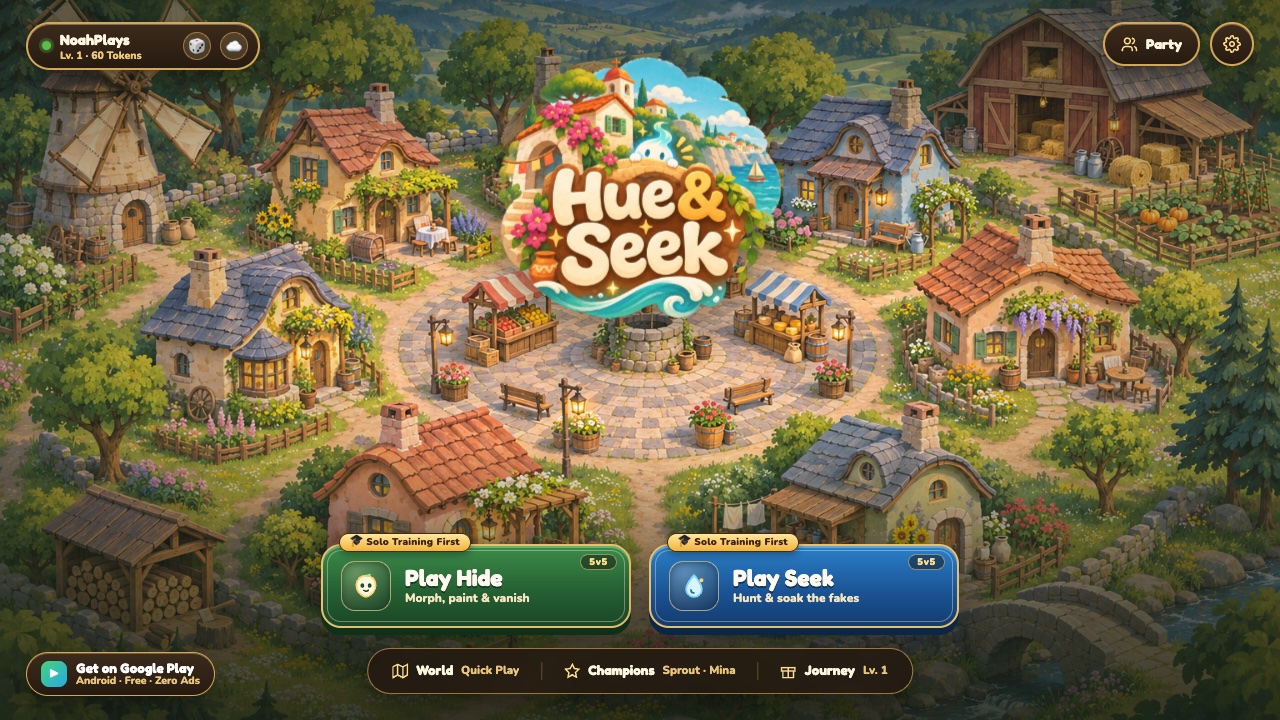 NoahPlays
Lv. 1 · 60 Tokens
Party
Hue &
Seek
Solo Training First
5v5
Play Hide
Morph, paint & vanish
Solo Training First
5v5
Play Seek
Hunt & soak the fakes
Get on Google Play
Android · Free · Zero Ads
World Quick Play
Champions Sprout · Mina
Journey Lv. 1